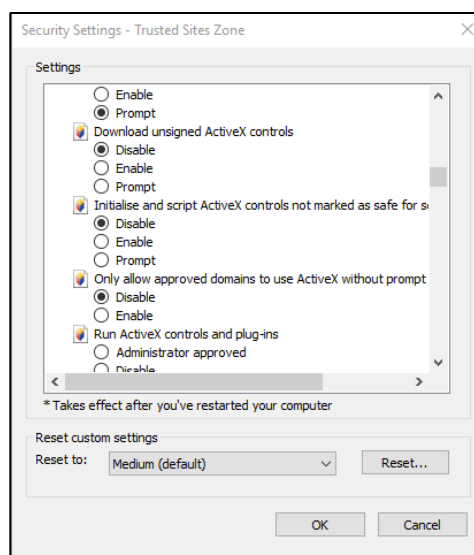 Security Settings - Trusted Sites Zone
Settings
Enable
Prompt
Download unsigned ActiveX controls
Disable
Enable
Prompt
Initialise and script ActiveX controls not marked as safe for s
Disable
Enable
Prompt
Only allow approved domains to use ActiveX without prompt
Disable
Enable
Run ActiveX controls and plug-ins
Administrator approved
Disable
* Takes effect after you've restarted your computer
Reset custom settings
Reset to:
Medium (default)
Reset...
OK
Cancel